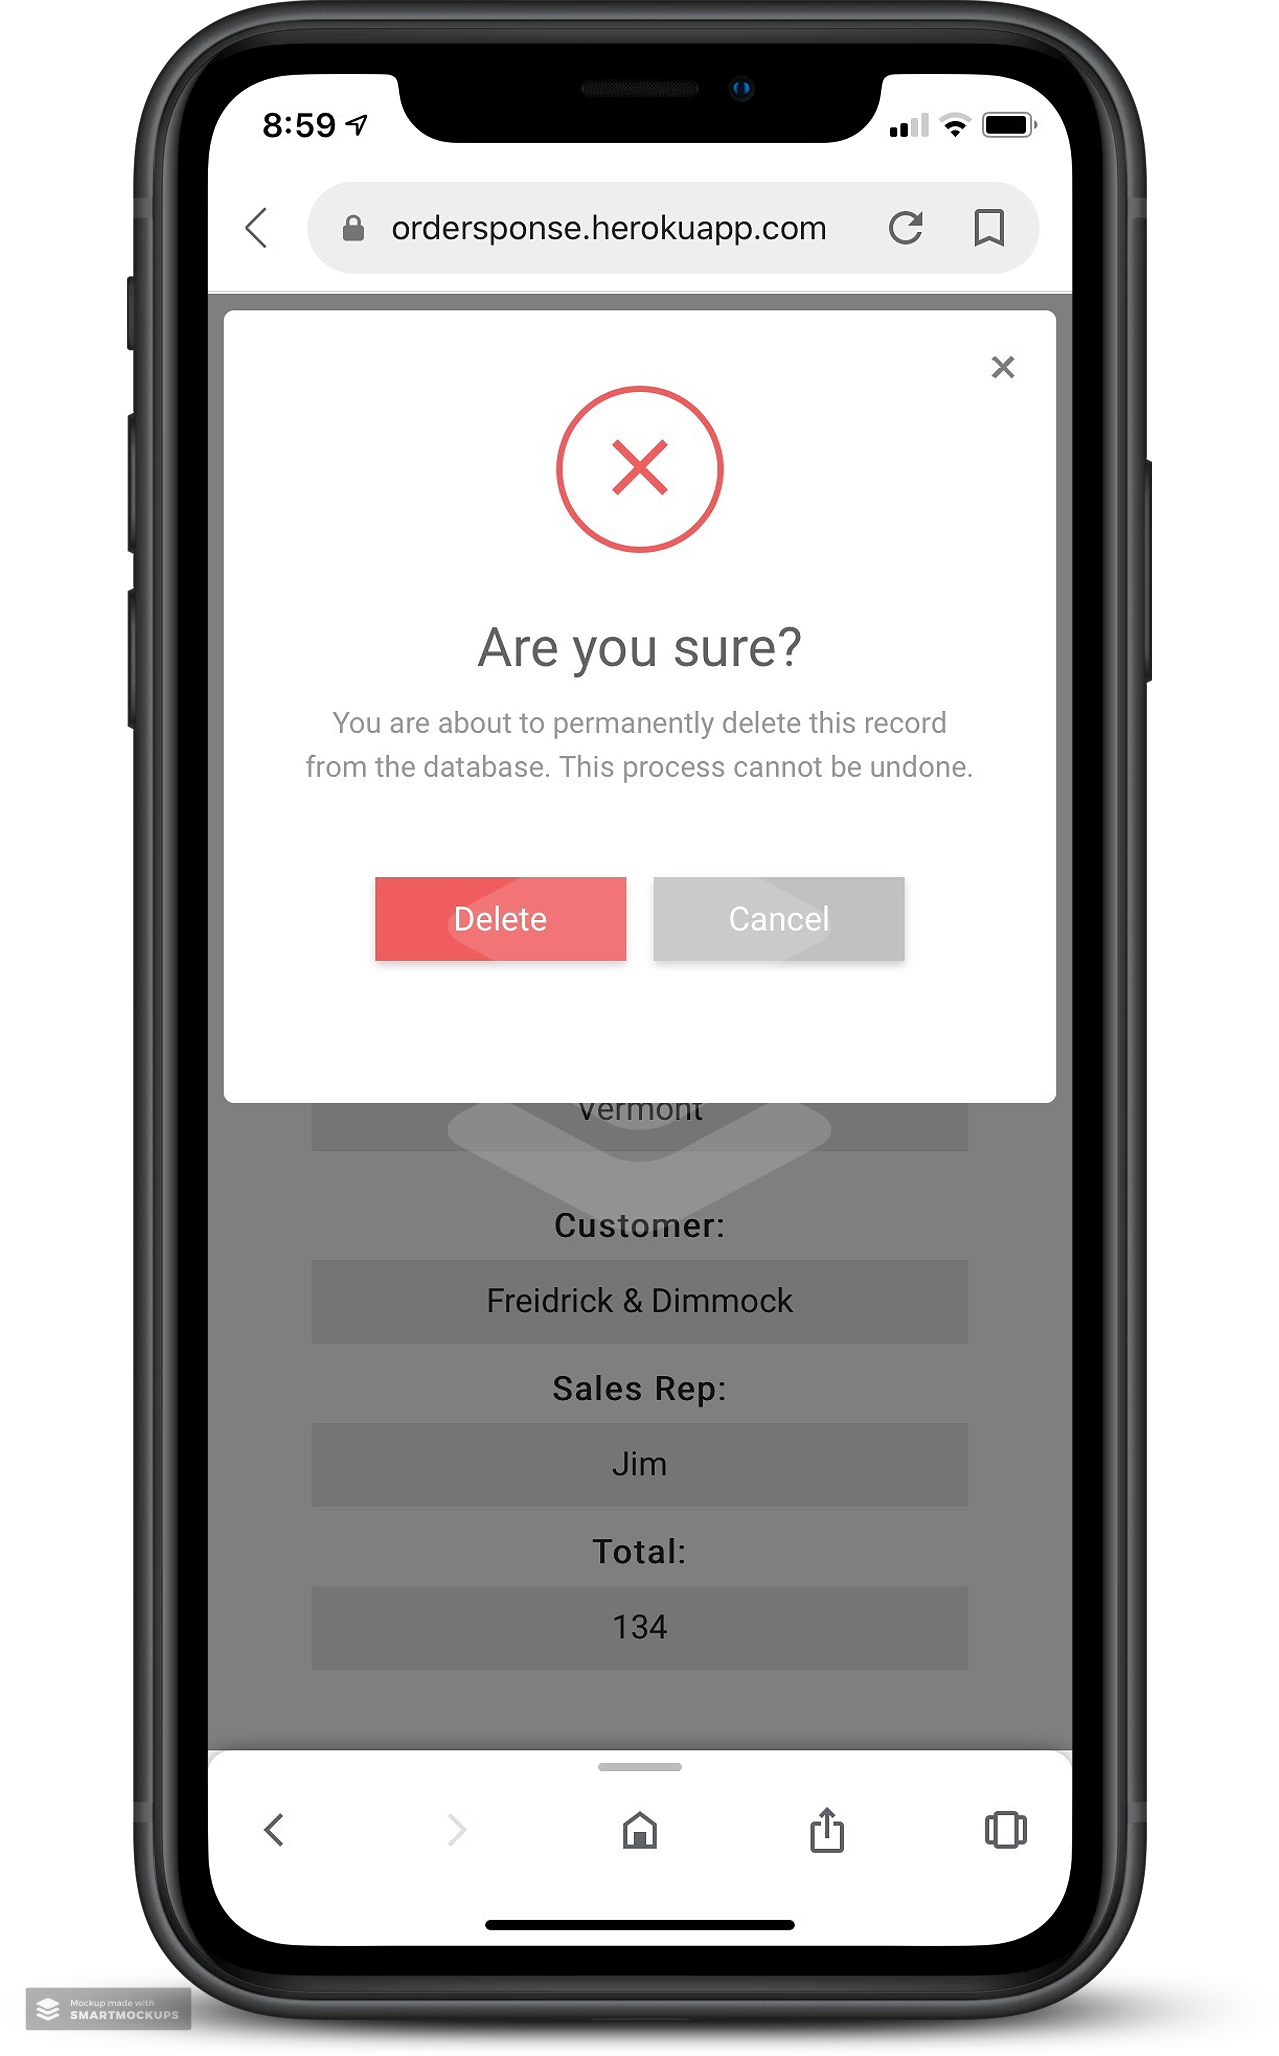 8:59
ordersponse.herokuapp.com
Are you sure?
You are about to permanently delete this record
from the database. This process cannot be undone.
Delete Cancel
Vermont
Customer:
Freidrick & Dimmock
Sales Rep:
Jim
Total:
134
Mockup made with
SMARTMOCKUPS